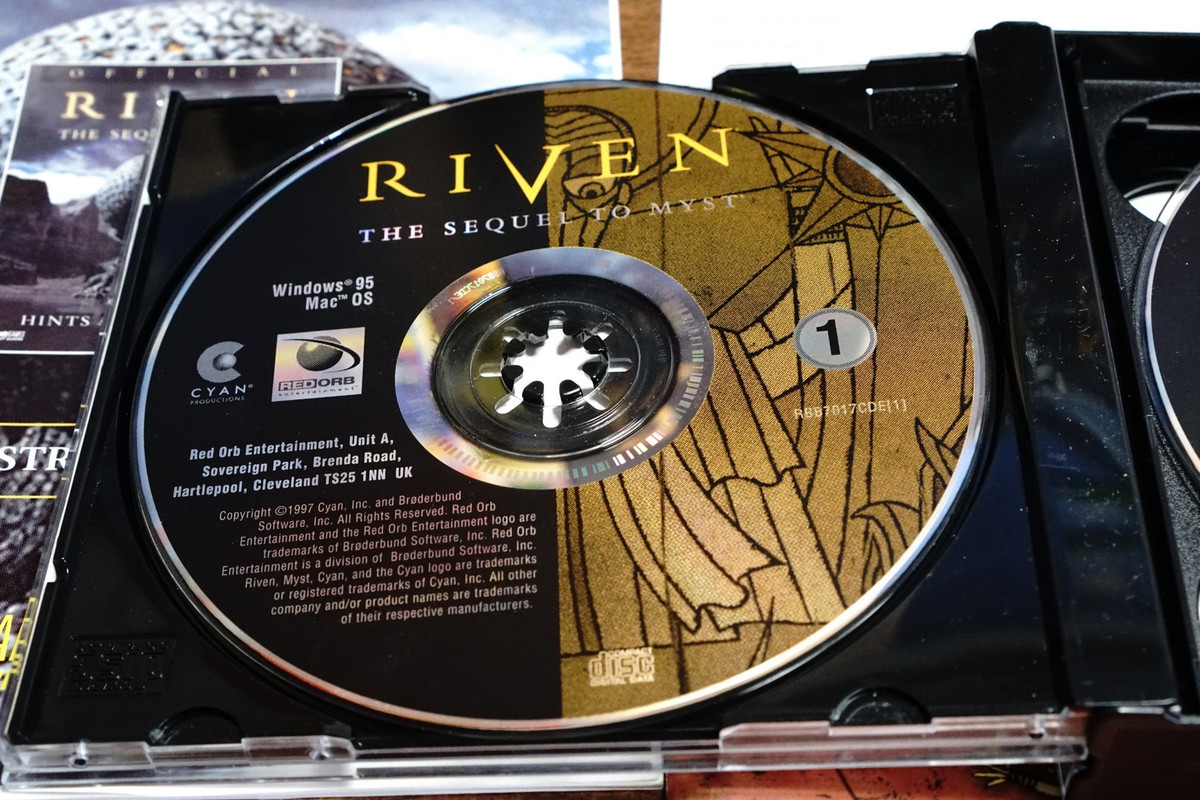 OFFICIAL
RI
THE SEQ
HINTS
STR
RIVEN
THE SEQUEL TO MYST
Windows® 95
Mac™ OS
CYAN®
PRODUCTIONS
RED ORB
entertainment™
1
RBB7017CDE[1]
Red Orb Entertainment, Unit A,
Sovereign Park, Brenda Road,
Hartlepool, Cleveland TS25 1NN UK
Copyright ©1997 Cyan, Inc. and Brøderbund
Software, Inc. All Rights Reserved. Red Orb
Entertainment and the Red Orb Entertainment logo are
trademarks of Brøderbund Software, Inc. Red Orb
Entertainment is a division of Brøderbund Software, Inc.
Riven, Myst, Cyan, and the Cyan logo are trademarks
or registered trademarks of Cyan, Inc. All other
company and/or product names are trademarks
of their respective manufacturers.
COMPACT
disc
DIGITAL DATA